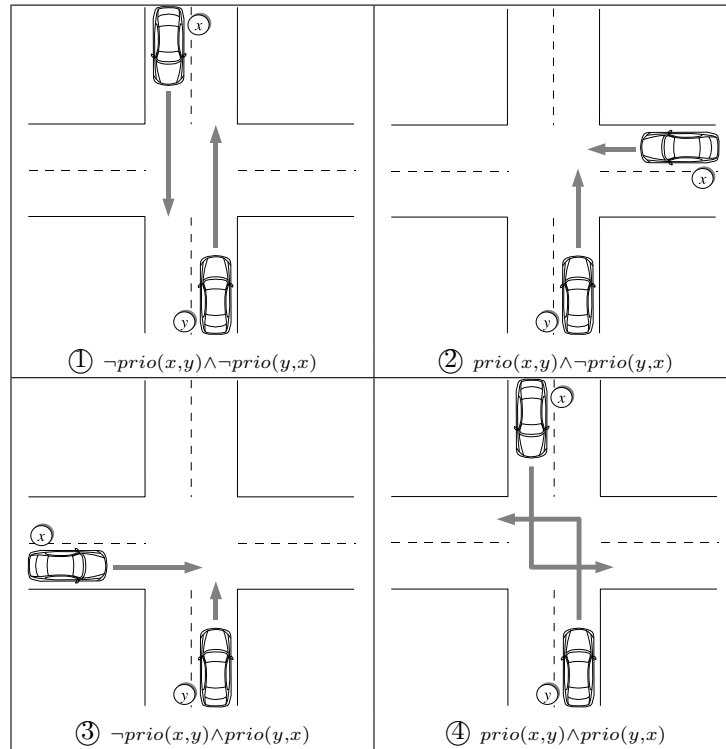 x
y
① ¬prio(x,y)∧¬prio(y,x)
x
y
② prio(x,y)∧¬prio(y,x)
x
y
③ ¬prio(x,y)∧prio(y,x)
x
y
④ prio(x,y)∧prio(y,x)